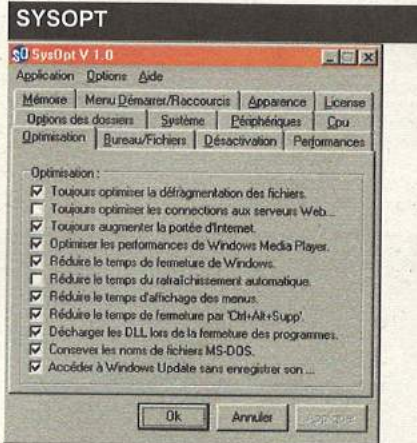 SYSOPT
SysOpt V 1.0
Application Options Aide
Mémoire Menu Démarrer/Raccourcis Apparence License
Options des dossiers Système Périphériques Cpu
Optimisation Bureau/Fichiers Désactivation Performances
Optimisation :
Toujours optimiser la défragmentation des fichiers.
Toujours optimiser les connections aux serveurs Web...
Toujours augmenter la portée d'Internet.
Optimiser les performances de Windows Media Player.
Réduire le temps de fermeture de Windows.
Réduire le temps du rafraîchissement automatique.
Réduire le temps d'affichage des menus.
Réduire le temps de fermeture par 'Ctrl+Alt+Supp'.
Décharger les DLL lors de la fermeture des programmes.
Consever les noms de fichiers MS-DOS.
Accéder à Windows Update sans enregistrer son ...
Ok Annuler Appliquer